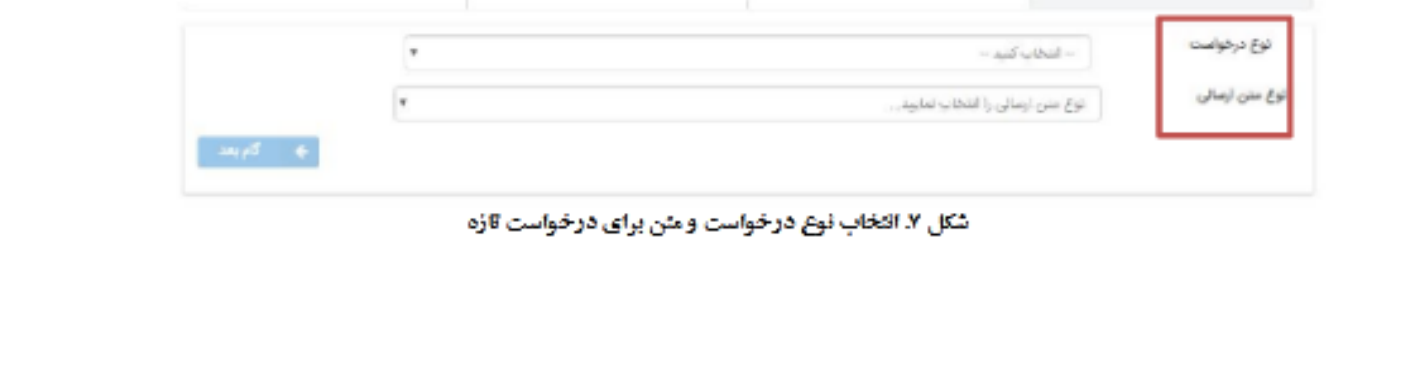 نوع درخواست
-- انتخاب کنید --
نوع متن ارسالی
نوع متن ارسالی را انتخاب نمایید...
گام بعد
شکل ۷. انتخاب نوع درخواست و متن برای درخواست تازه